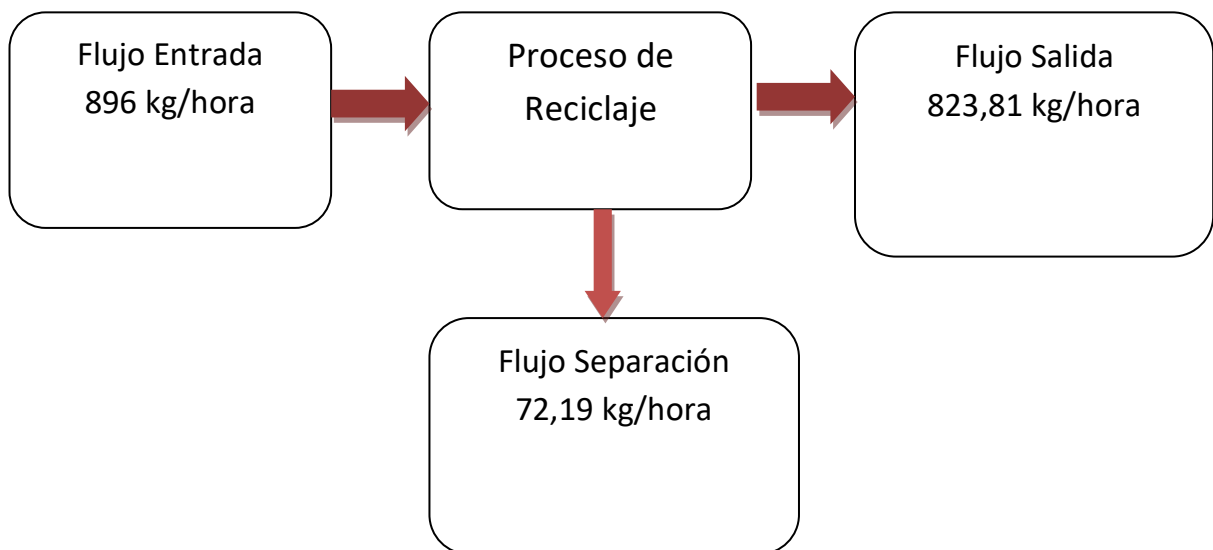 Flujo Entrada
896 kg/hora
Proceso de
Reciclaje
Flujo Salida
823,81 kg/hora
Flujo Separación
72,19 kg/hora